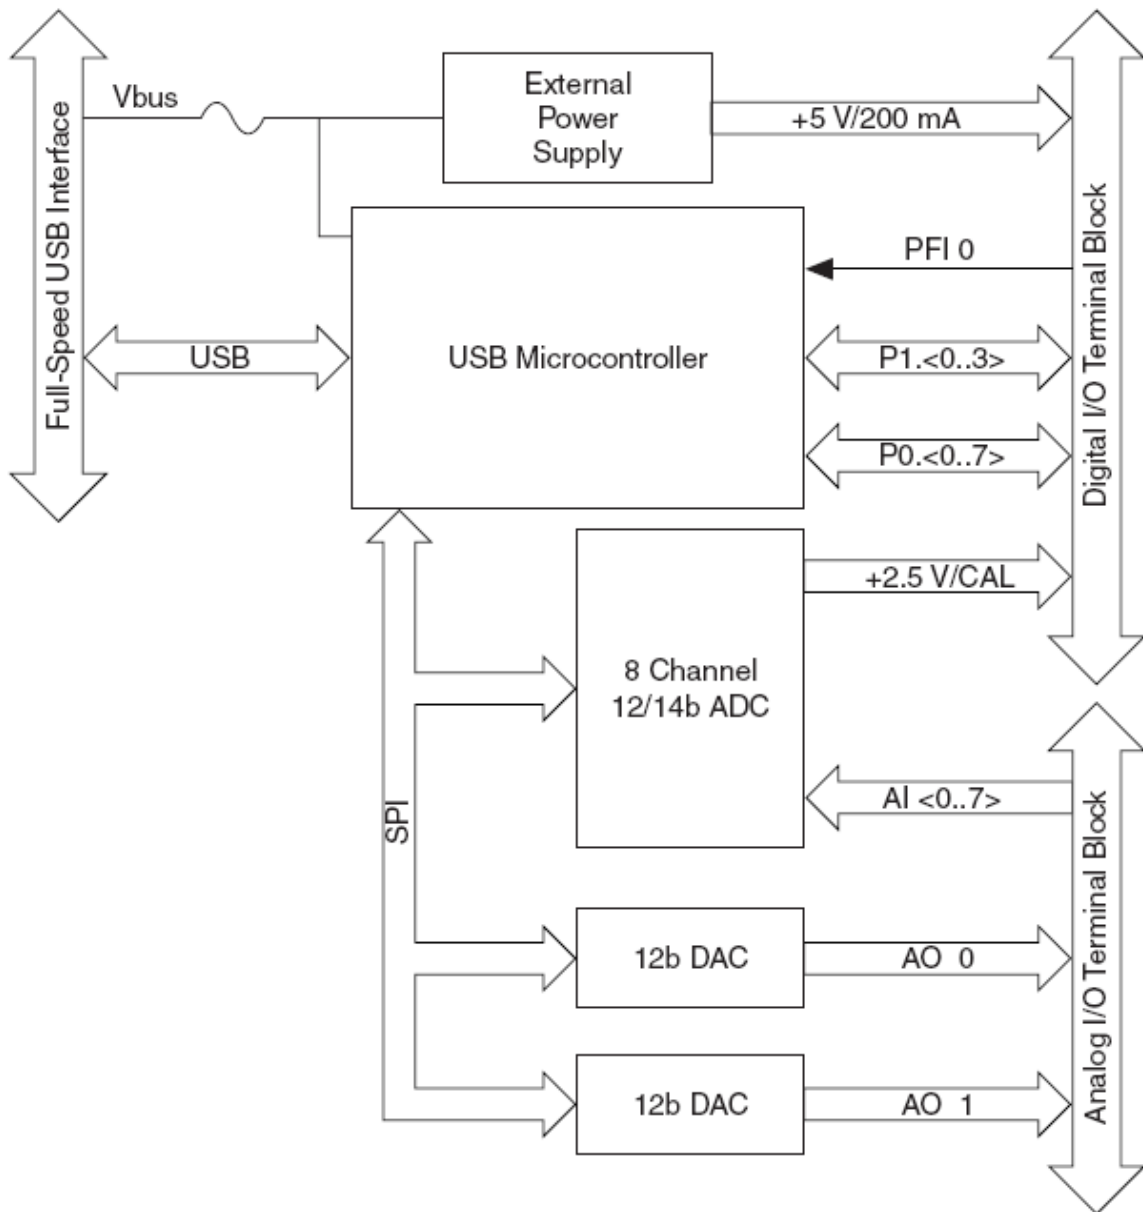 Full-Speed USB Interface
Vbus
External
Power
Supply
+5 V/200 mA
Digital I/O Terminal Block
PFI 0
USB
USB Microcontroller
P1.<0..3>
P0.<0..7>
+2.5 V/CAL
8 Channel
12/14b ADC
SPI
AI <0..7>
Analog I/O Terminal Block
12b DAC
AO 0
12b DAC
AO 1